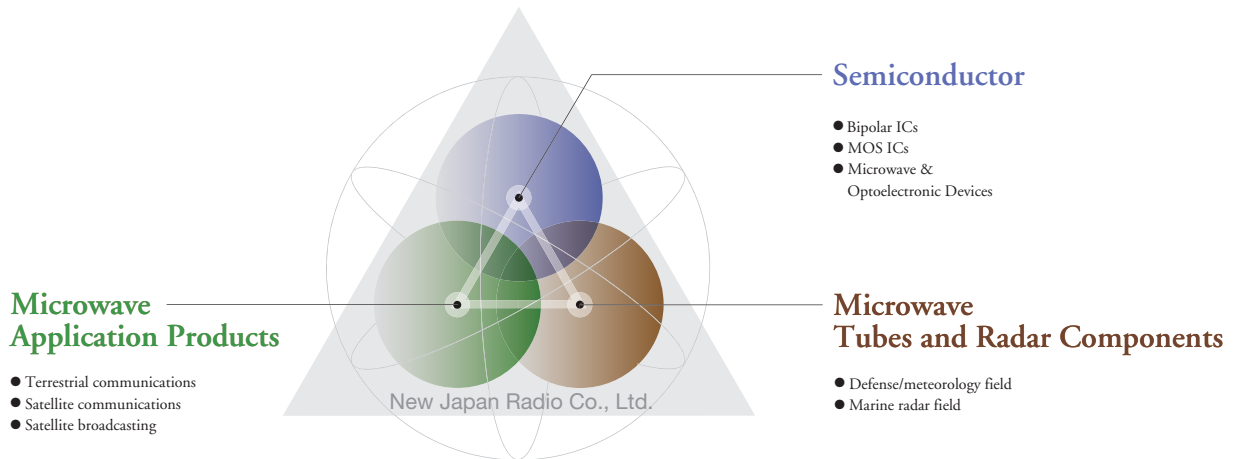 Semiconductor
● Bipolar ICs
● MOS ICs
● Microwave &
Optoelectronic Devices
Microwave
Application Products
● Terrestrial communications
● Satellite communications
● Satellite broadcasting
Microwave
Tubes and Radar Components
● Defense/meteorology field
● Marine radar field
New Japan Radio Co., Ltd.